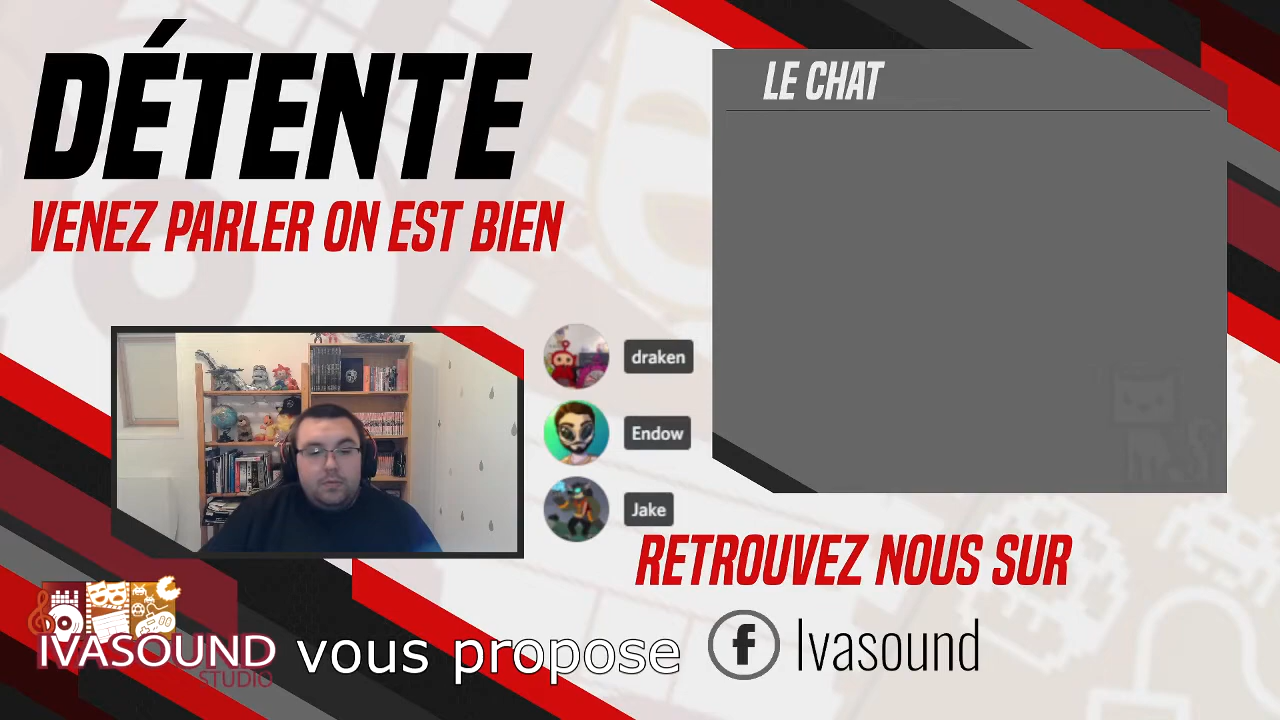 DÉTENTE
VENEZ PARLER ON EST BIEN
LE CHAT
draken
Endow
Jake
RETROUVEZ NOUS SUR
IVASOUND
STUDIO
vous propose
f Ivasound